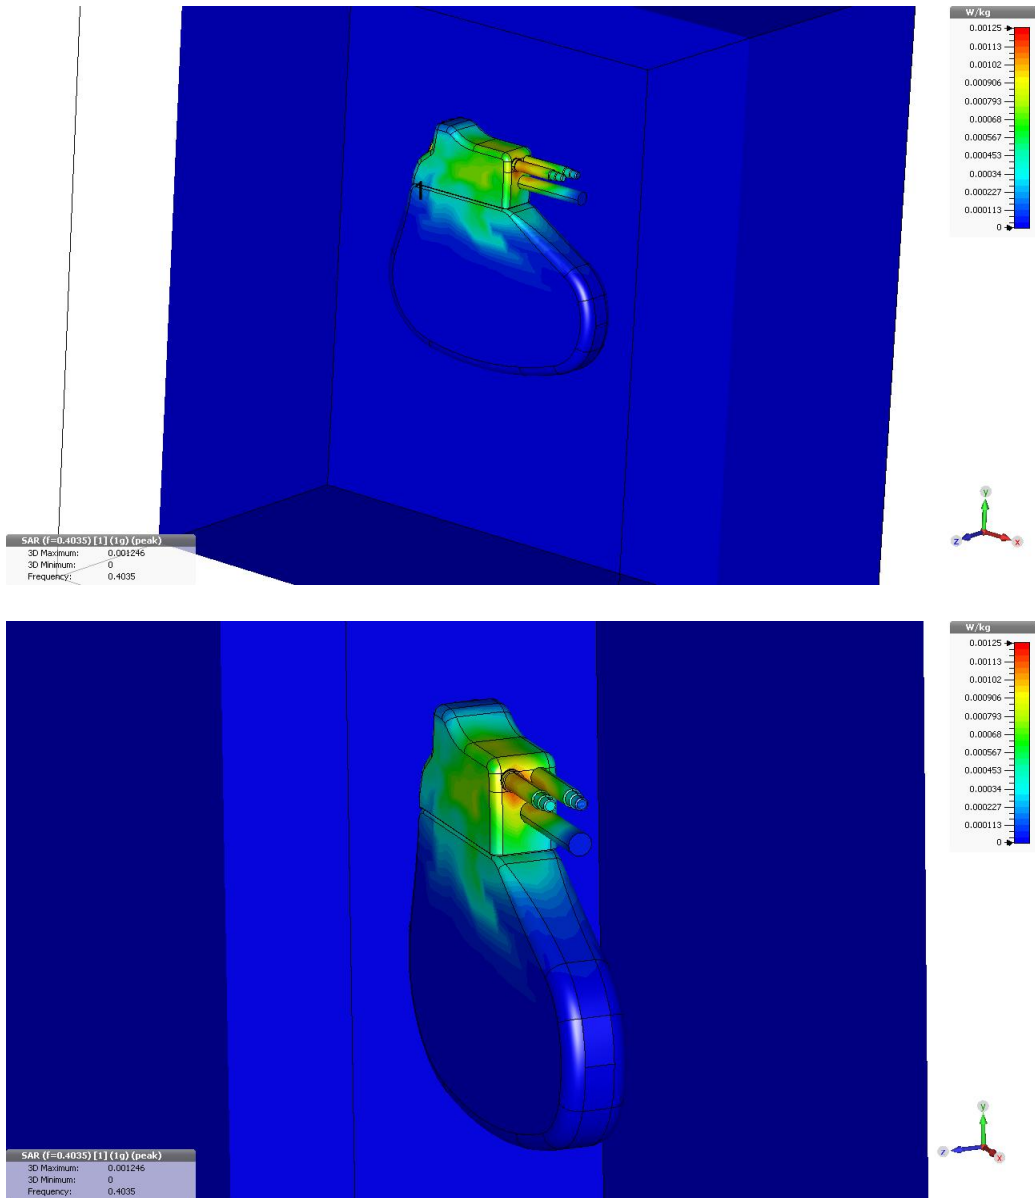 W/kg
0.00125
0.00113
0.00102
0.000906
0.000793
0.00068
0.000567
0.000453
0.00034
0.000227
0.000113
0
1
y
z
x
SAR (f=0.4035) [1] (1g) (peak)
3D Maximum: 0.001246
3D Minimum: 0
Frequency: 0.4035
W/kg
0.00125
0.00113
0.00102
0.000906
0.000793
0.00068
0.000567
0.000453
0.00034
0.000227
0.000113
0
y
z
x
SAR (f=0.4035) [1] (1g) (peak)
3D Maximum: 0.001246
3D Minimum: 0
Frequency: 0.4035